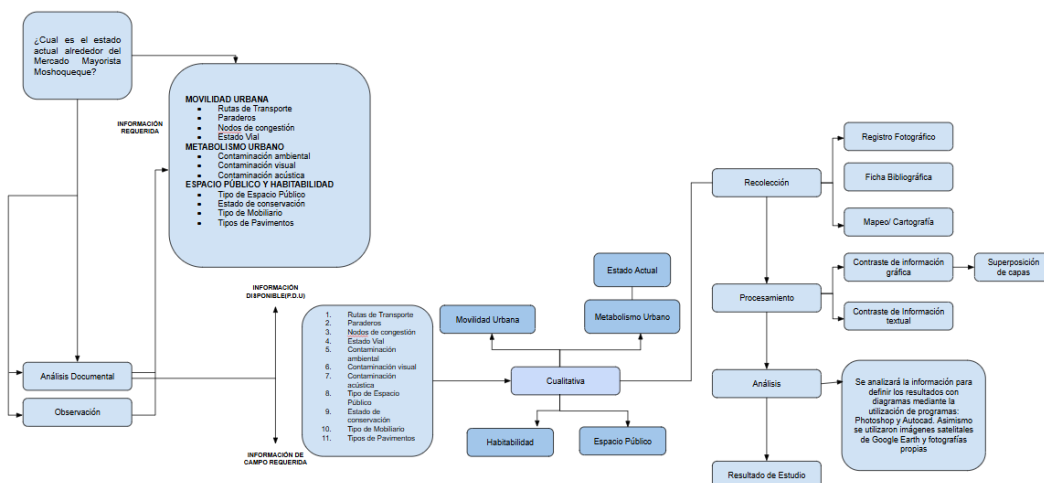 ¿Cual es el estado
actual alrededor del
Mercado Mayorista
Moshoqueque?
INFORMACIÓN
REQUERIDA
MOVILIDAD URBANA
Rutas de Transporte
Paraderos
Nodos de congestión
Estado Vial
METABOLISMO URBANO
Contaminación ambiental
Contaminación visual
Contaminación acústica
ESPACIO PÚBLICO Y HABITABILIDAD
Tipo de Espacio Público
Estado de conservación
Tipo de Mobiliario
Tipos de Pavimentos
Análisis Documental
Observación
INFORMACIÓN
DISPONIBLE(P.D.U)
1. Rutas de Transporte
2. Paraderos
3. Nodos de congestión
4. Estado Vial
5. Contaminación
ambiental
6. Contaminación visual
7. Contaminación
acústica
8. Tipo de Espacio
Público
9. Estado de
conservación
10. Tipo de Mobiliario
11. Tipos de Pavimentos
INFORMACIÓN DE
CAMPO REQUERIDA
Estado Actual
Movilidad Urbana
Metabolismo Urbano
Cualitativa
Habitabilidad
Espacio Público
Recolección
Registro Fotográfico
Ficha Bibliográfica
Mapeo/ Cartografía
Procesamiento
Contraste de información
gráfica
Superposición
de capas
Contraste de Información
textual
Análisis
Se analizará la información para
definir los resultados con
diagramas mediante la
utilización de programas:
Photoshop y Autocad. Asimismo
se utilizaron imágenes satelitales
de Google Earth y fotografías
propias
Resultado de Estudio